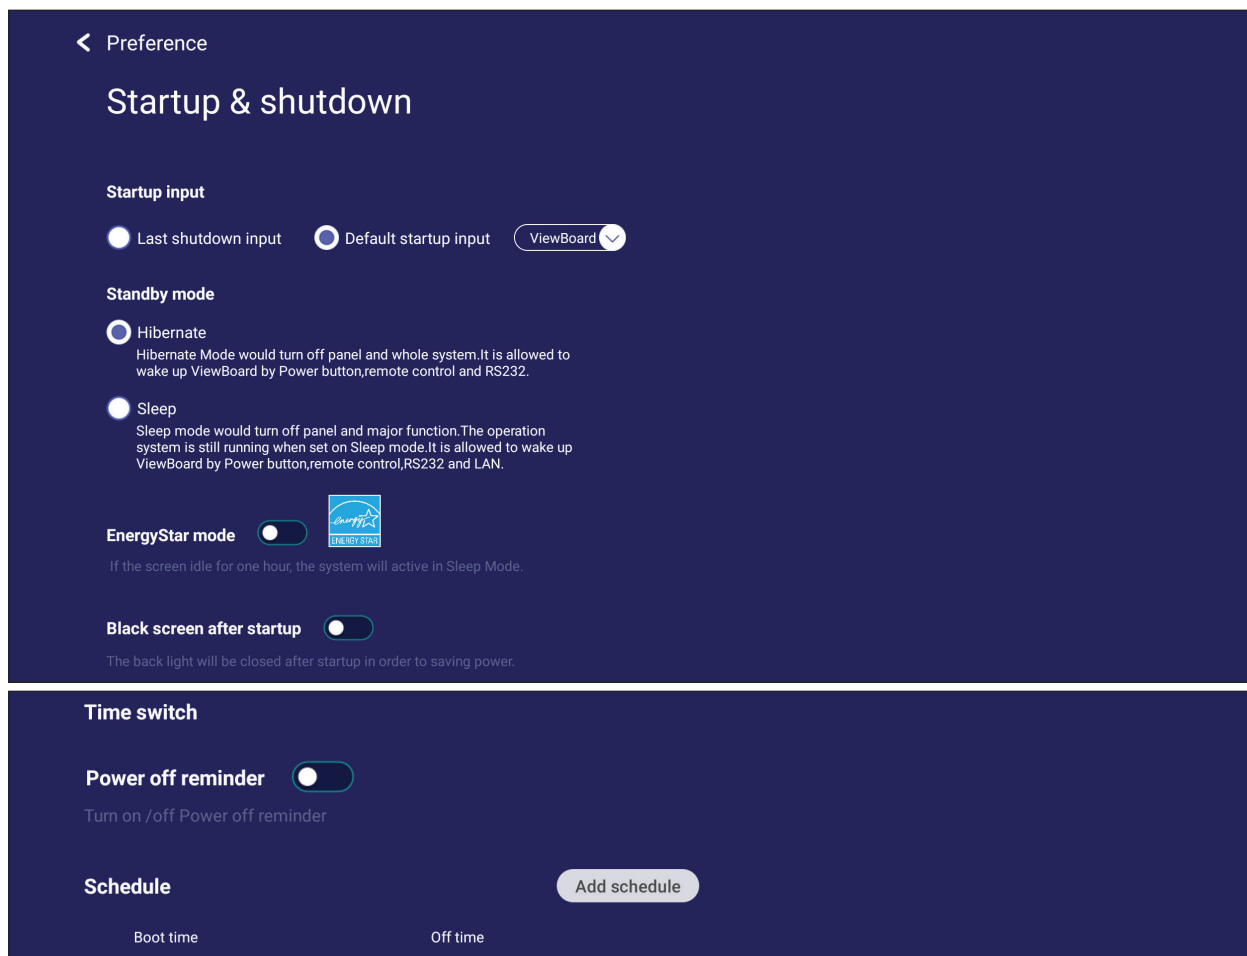 Preference
Startup & shutdown
Startup input
Last shutdown input Default startup input ViewBoard
Standby mode
Hibernate
Hibernate Mode would turn off panel and whole system.It is allowed to
wake up ViewBoard by Power button,remote control and RS232.
Sleep
Sleep mode would turn off panel and major function.The operation
system is still running when set on Sleep mode.It is allowed to wake up
ViewBoard by Power button,remote control,RS232 and LAN.
energy
EnergyStar mode
ENERGY STAR
If the screen idle for one hour, the system will active in Sleep Mode.
Black screen after startup
The back light will be closed after startup in order to saving power.
Time switch
Power off reminder
Turn on /off Power off reminder
Schedule Add schedule
Boot time Off time